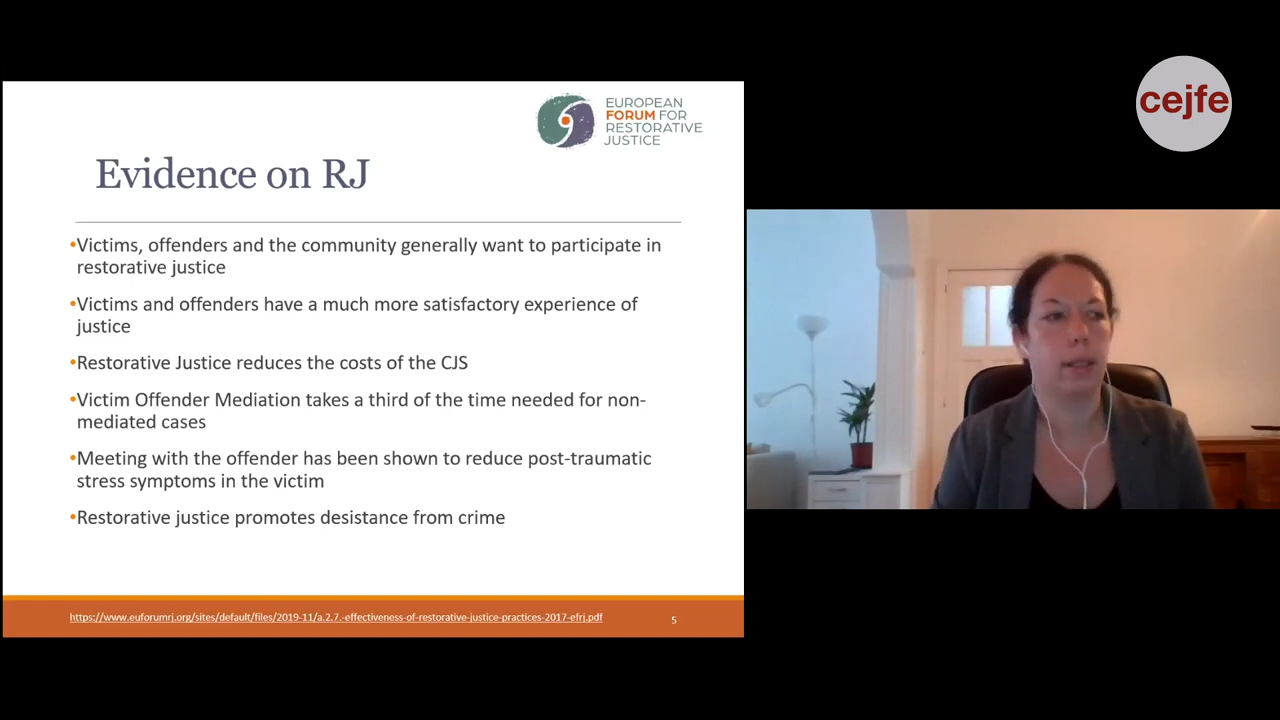 EUROPEAN
FORUM FOR
RESTORATIVE
JUSTICE
cejfe
Evidence on RJ
•Victims, offenders and the community generally want to participate in
restorative justice
•Victims and offenders have a much more satisfactory experience of
justice
•Restorative Justice reduces the costs of the CJS
•Victim Offender Mediation takes a third of the time needed for non-
mediated cases
•Meeting with the offender has been shown to reduce post-traumatic
stress symptoms in the victim
•Restorative justice promotes desistance from crime
https://www.euforumrj.org/sites/default/files/2019-11/a.2.7.-effectiveness-of-restorative-justice-practices-2017-efrj.pdf
5